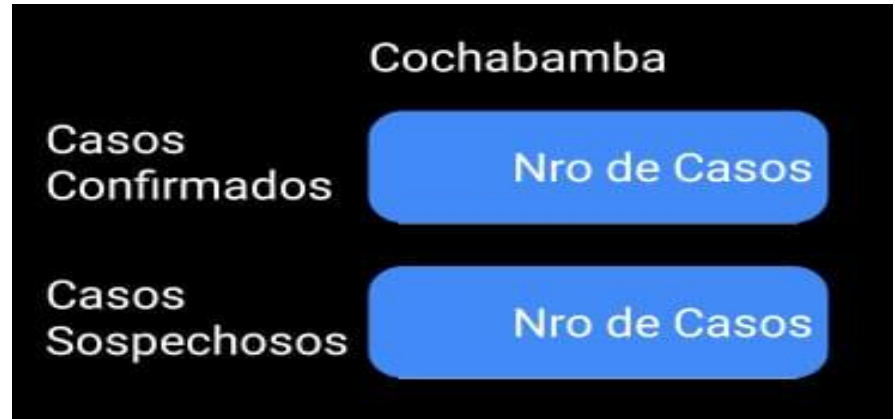 Cochabamba
Casos
Confirmados
Nro de Casos
Casos
Sospechosos
Nro de Casos